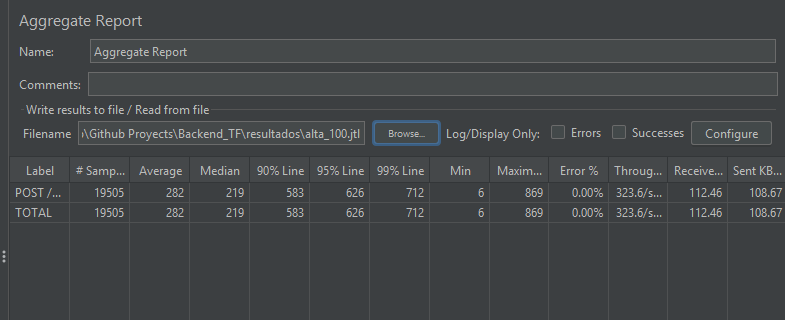 Aggregate Report
Name: Aggregate Report
Comments:
Write results to file / Read from file
Filename \Github Proyects\Backend_TF\resultados\alta_100.jtl Browse... Log/Display Only: Errors Successes Configure
Label # Samp... Average Median 90% Line 95% Line 99% Line Min Maxim... Error % Throug... Receive... Sent KB...
POST /... 19505 282 219 583 626 712 6 869 0.00% 323.6/s... 112.46 108.67
TOTAL 19505 282 219 583 626 712 6 869 0.00% 323.6/s... 112.46 108.67